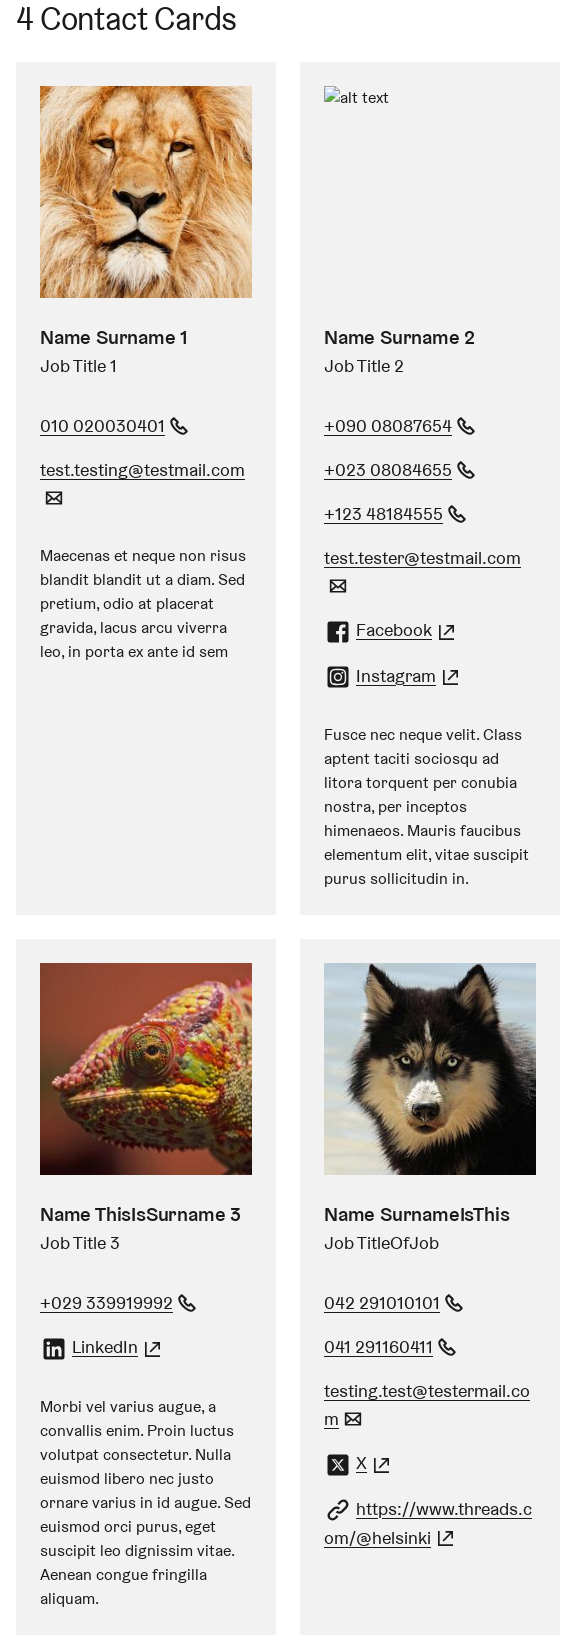 4 Contact Cards
Name Surname 1
Job Title 1
010 020030401
test.testing@testmail.com
Maecenas et neque non risus
blandit blandit ut a diam. Sed
pretium, odio at placerat
gravida, lacus arcu viverra
leo, in porta ex ante id sem
alt text
Name Surname 2
Job Title 2
+090 08087654
+023 08084655
+123 48184555
test.tester@testmail.com
Facebook
Instagram
Fusce nec neque velit. Class
aptent taciti sociosqu ad
litora torquent per conubia
nostra, per inceptos
himenaeos. Mauris faucibus
elementum elit, vitae suscipit
purus sollicitudin in.
Name ThisIsSurname 3
Job Title 3
+029 339919992
LinkedIn
Morbi vel varius augue, a
convallis enim. Proin luctus
volutpat consectetur. Nulla
euismod libero nec justo
ornare varius in id augue. Sed
euismod orci purus, eget
suscipit leo dignissim vitae.
Aenean congue fringilla
aliquam.
Name SurnameIsThis
Job TitleOfJob
042 291010101
041 291160411
testing.test@testermail.co
m
X
https://www.threads.c
om/@helsinki